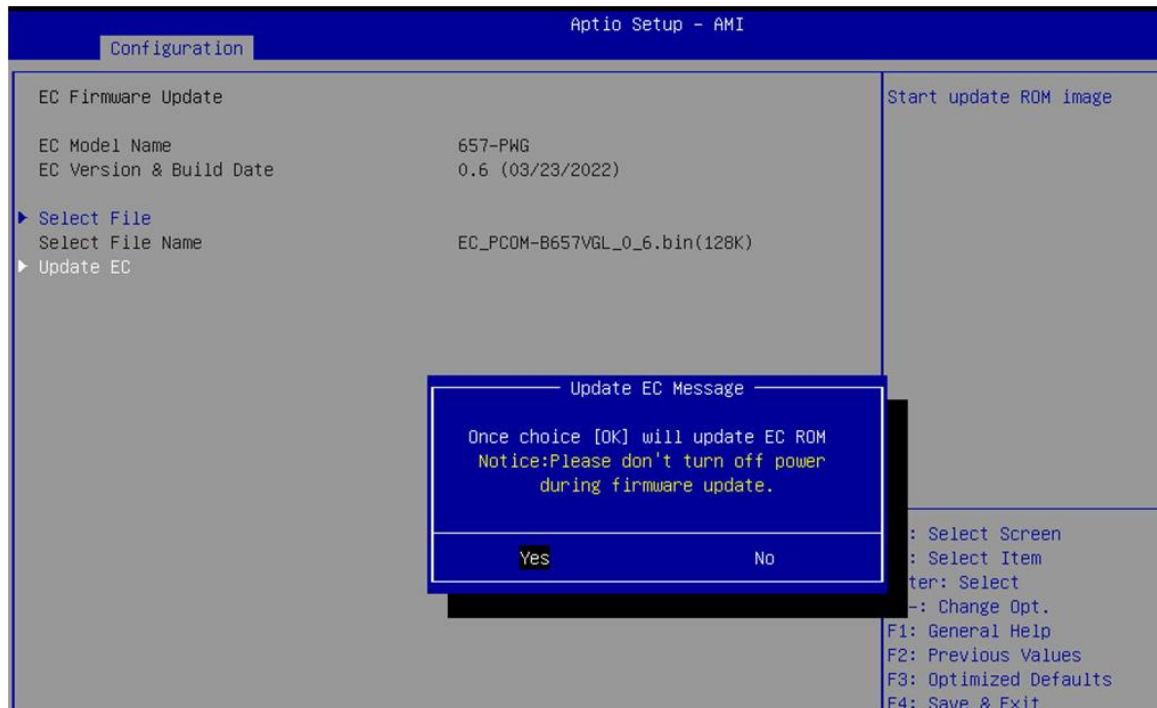 Aptio Setup - AMI
Configuration
EC Firmware Update
EC Model Name 657-PWG
EC Version & Build Date 0.6 (03/23/2022)
Select File
Select File Name EC_PCOM-B657VGL_0_6.bin(128K)
Update EC
Start update ROM image
Update EC Message
Once choice [OK] will update EC ROM
Notice:Please don't turn off power
during firmware update.
Yes No
: Select Screen
: Select Item
ter: Select
-: Change Opt.
F1: General Help
F2: Previous Values
F3: Optimized Defaults
F4: Save & Exit